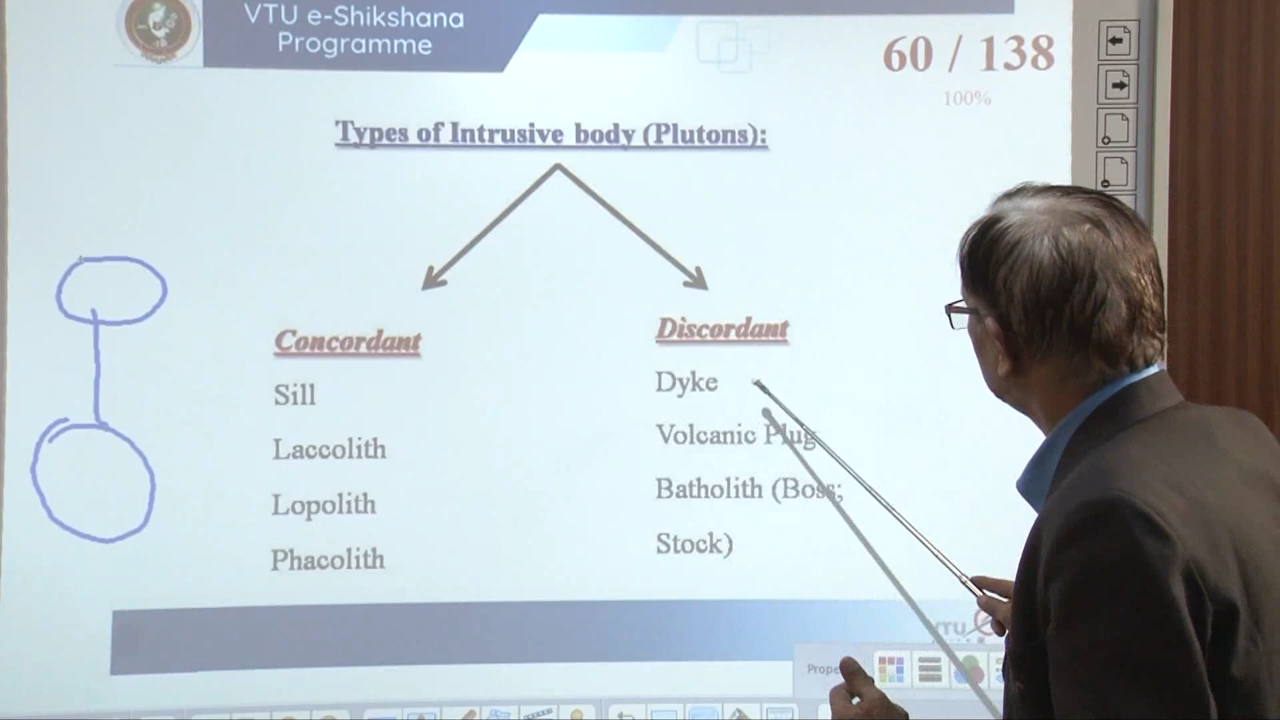 VTU e-Shikshana
Programme
60 / 138
100%
Types of Intrusive body (Plutons):
Concordant
Sill
Laccolith
Lopolith
Phacolith
Discordant
Dyke
Volcanic Plug
Batholith (Boss;
Stock)
VTU